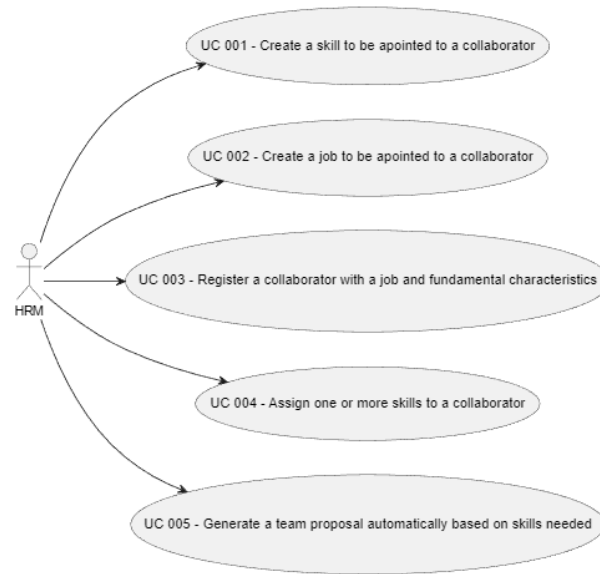 UC 001 - Create a skill to be apointed to a collaborator
UC 002 - Create a job to be apointed to a collaborator
UC 003 - Register a collaborator with a job and fundamental characteristics
HRM
UC 004 - Assign one or more skills to a collaborator
UC 005 - Generate a team proposal automatically based on skills needed